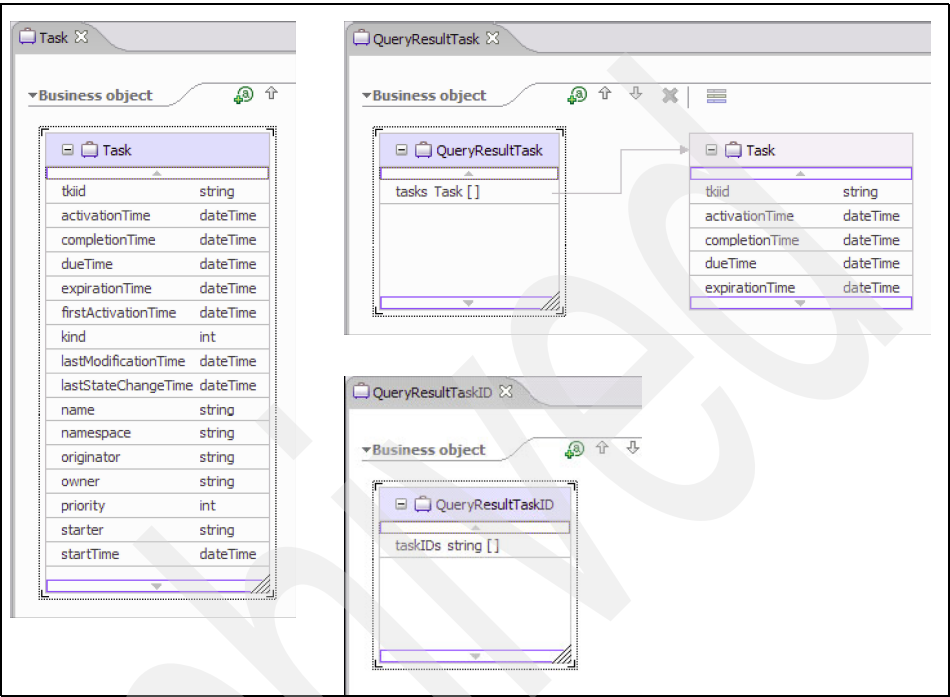 Task
Business object
Task
tkiid string
activationTime dateTime
completionTime dateTime
dueTime dateTime
expirationTime dateTime
firstActivationTime dateTime
kind int
lastModificationTime dateTime
lastStateChangeTime dateTime
name string
namespace string
originator string
owner string
priority int
starter string
startTime dateTime
QueryResultTask
Business object
QueryResultTask
tasks Task [ ]
Task
tkiid string
activationTime dateTime
completionTime dateTime
dueTime dateTime
expirationTime dateTime
QueryResultTaskID
Business object
QueryResultTaskID
taskIDs string [ ]